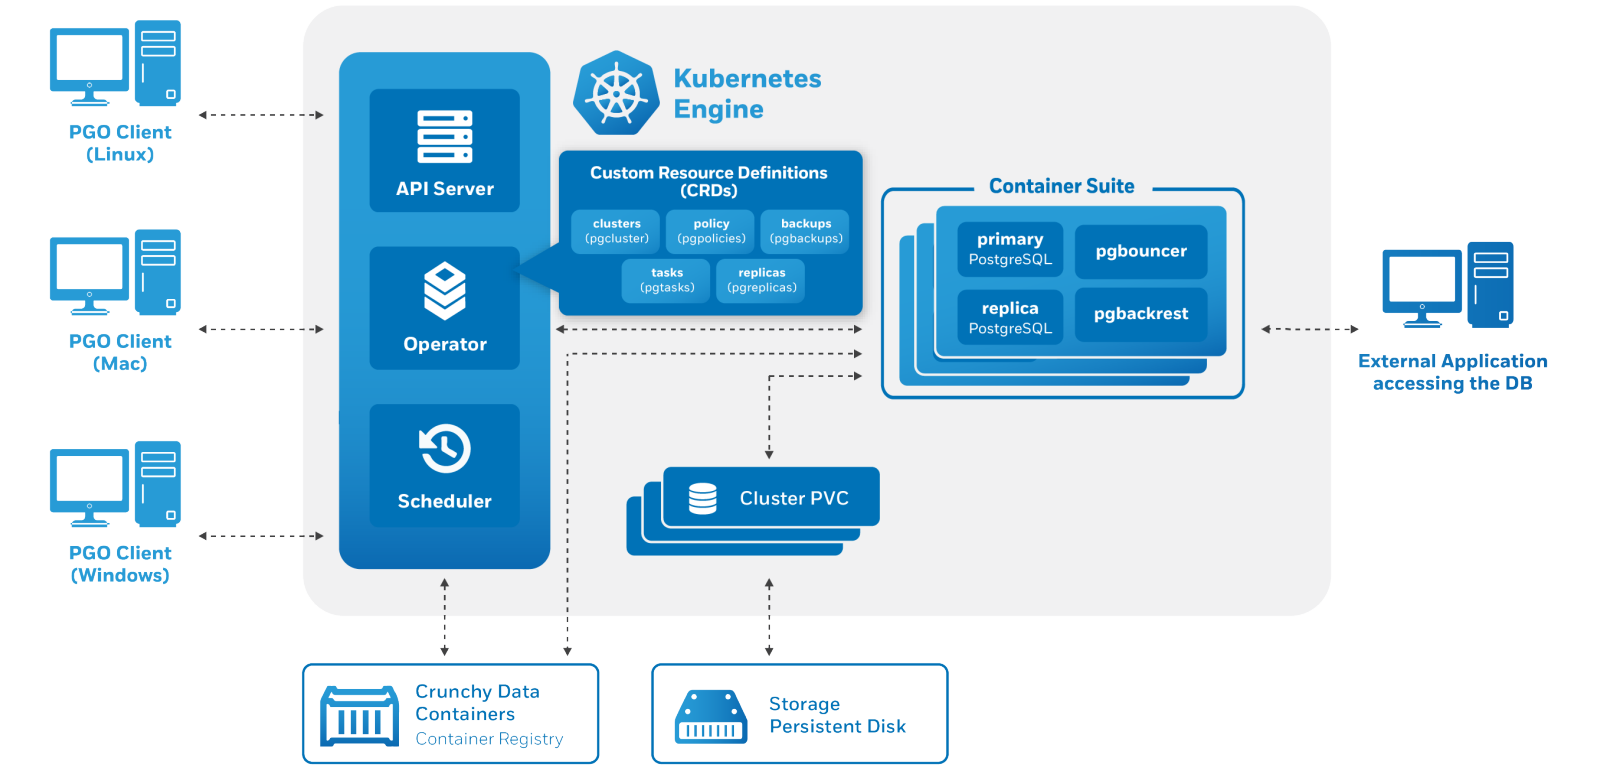 PGO Client
(Linux)
PGO Client
(Mac)
PGO Client
(Windows)
API Server
Operator
Scheduler
Kubernetes
Engine
Custom Resource Definitions
(CRDs)
clusters
(pgcluster)
policy
(pgpolicies)
backups
(pgbackups)
tasks
(pgtasks)
replicas
(pgreplicas)
Container Suite
primary
PostgreSQL
pgbouncer
replica
PostgreSQL
pgbackrest
External Application
accessing the DB
Cluster PVC
Crunchy Data
Containers
Container Registry
Storage
Persistent Disk